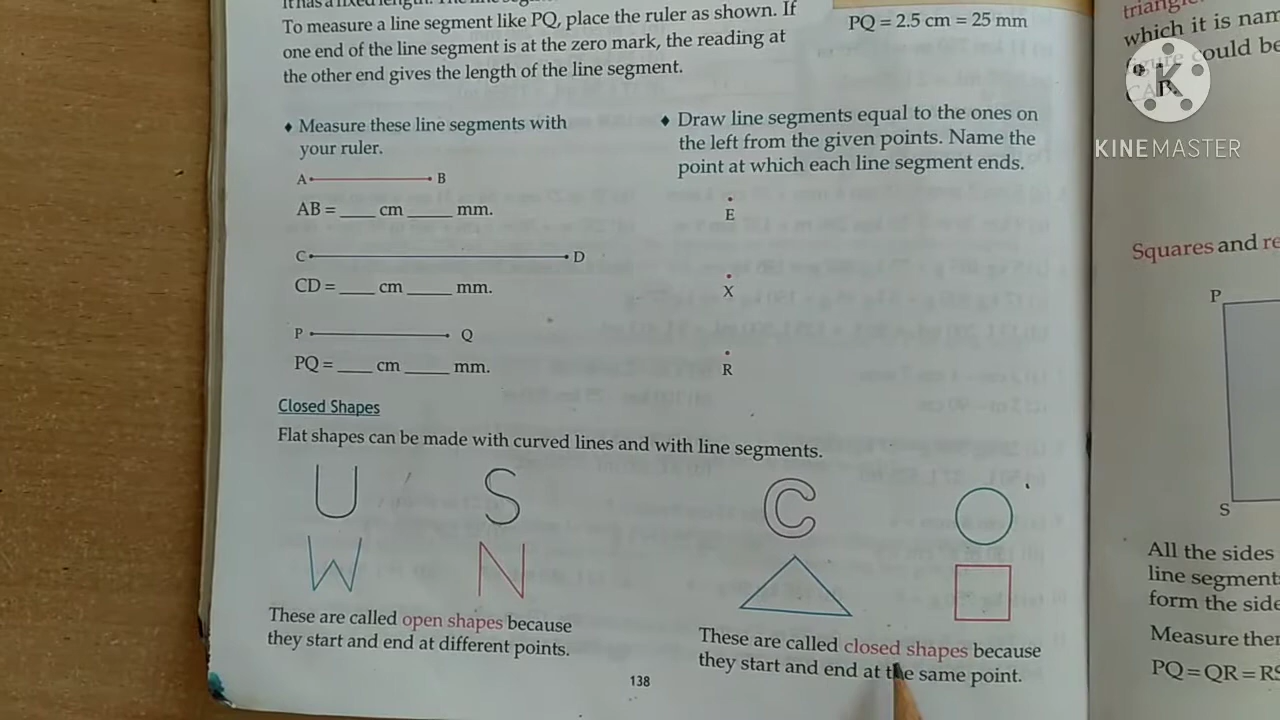 To measure a line segment like PQ, place the ruler as shown. If
one end of the line segment is at the zero mark, the reading at
the other end gives the length of the line segment.
PQ = 2.5 cm = 25 mm
♦ Measure these line segments with
your ruler.
A B
AB = ____ cm _____ mm.
C D
CD = ____ cm _____ mm.
P Q
PQ = ____ cm _____ mm.
♦ Draw line segments equal to the ones on
the left from the given points. Name the
point at which each line segment ends.
E
X
R
Closed Shapes
Flat shapes can be made with curved lines and with line segments.
U S
W N
C
These are called open shapes because
they start and end at different points.
These are called closed shapes because
they start and end at the same point.
138
which it is nam
could be
KINEMASTER
Squares and re
P
S
All the sides
line segment
form the side
Measure ther
PQ = QR = RS